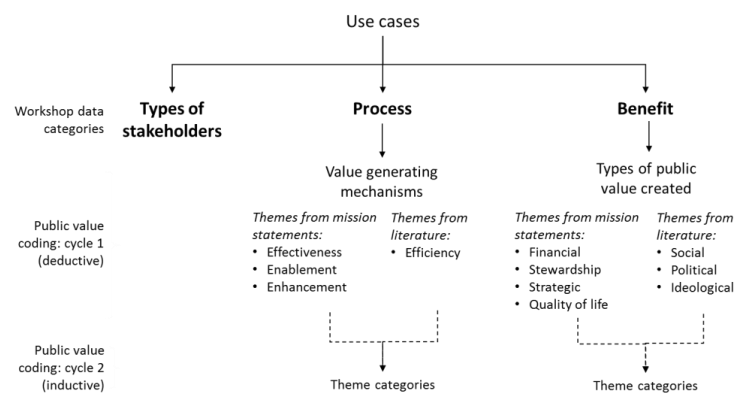 Use cases
Workshop data
categories
Types of
stakeholders
Process
Benefit
Value generating
mechanisms
Types of public
value created
Public value
coding: cycle 1
(deductive)
Themes from mission
statements:
• Effectiveness
• Enablement
• Enhancement
Themes from
literature:
• Efficiency
Themes from mission
statements:
• Financial
• Stewardship
• Strategic
• Quality of life
Themes from
literature:
• Social
• Political
• Ideological
Public value
coding: cycle 2
(inductive)
Theme categories
Theme categories